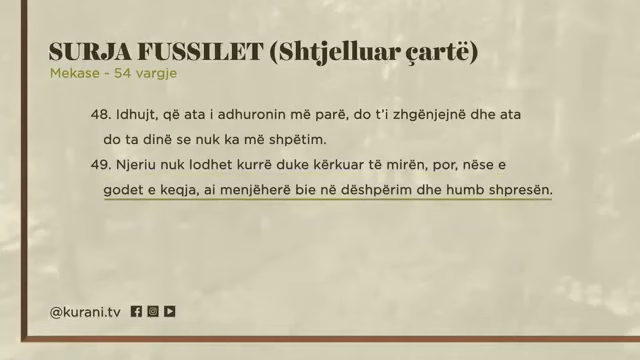 SURJA FUSSILET (Shtjelluar çartë)
Mekase - 54 vargje
48. Idhujt, që ata i adhuronin më parë, do t'i zhgënjejnë dhe ata
do ta dinë se nuk ka më shpëtim.
49. Njeriu nuk lodhet kurrë duke kërkuar të mirën, por, nëse e
godet e keqja, ai menjëherë bie në dëshpërim dhe humb shpresën.
@kurani.tv